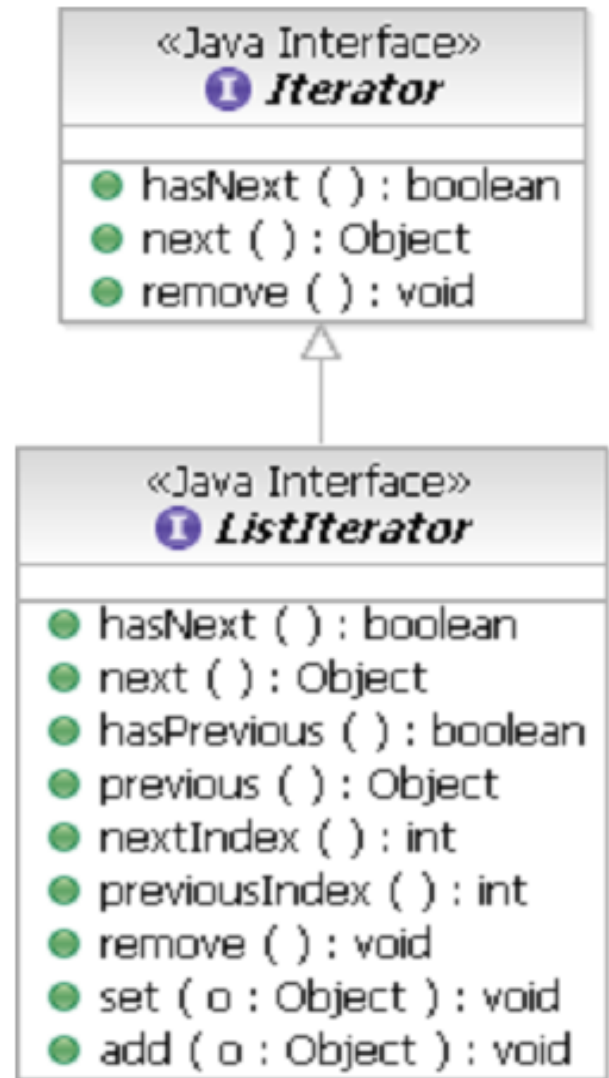 «Java Interface»
I Iterator
hasNext ( ) : boolean
next ( ) : Object
remove ( ) : void
«Java Interface»
I ListIterator
hasNext ( ) : boolean
next ( ) : Object
hasPrevious ( ) : boolean
previous ( ) : Object
nextIndex ( ) : int
previousIndex ( ) : int
remove ( ) : void
set ( o : Object ) : void
add ( o : Object ) : void